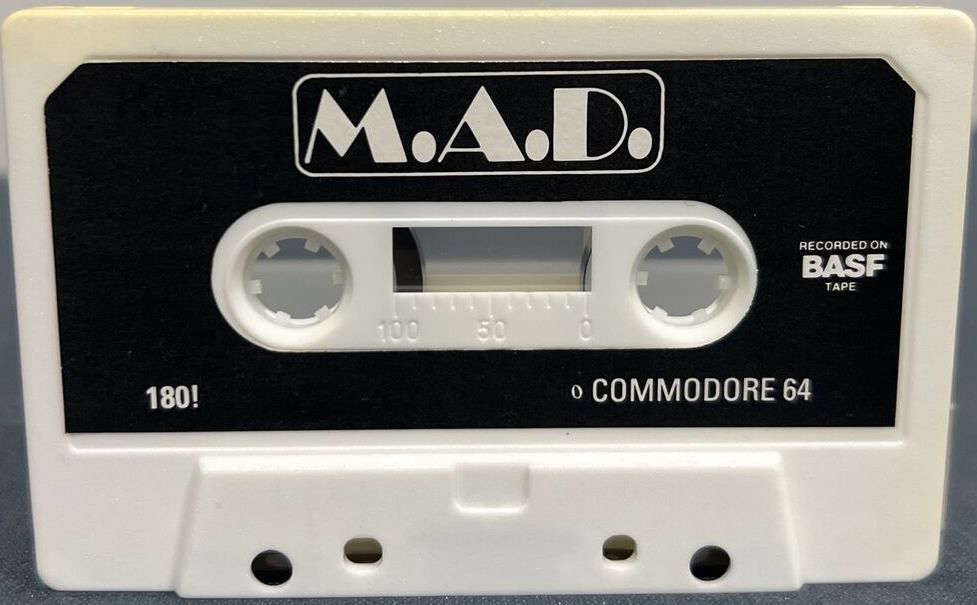 M.A.D.
RECORDED ON
BASF
TAPE
100 50 0
180!
o COMMODORE 64